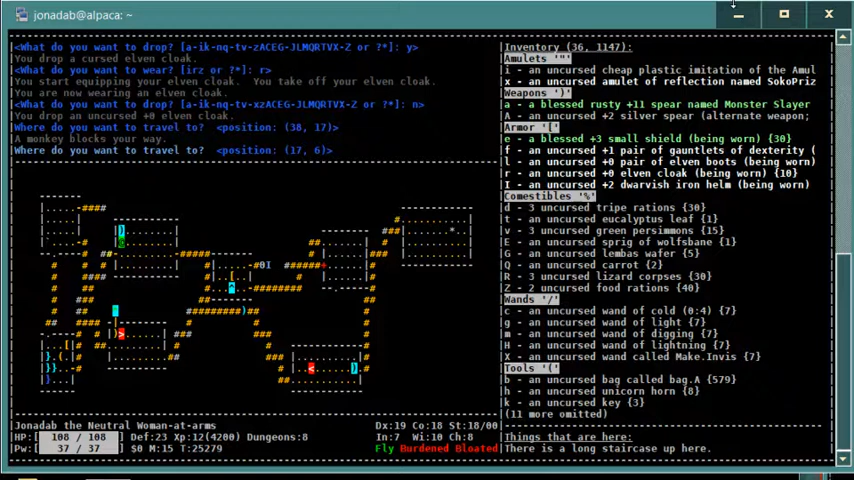 jonadab@alpaca: ~
<What do you want to drop? [a-ik-nq-tv-zACEG-JLMQRTVX-Z or ?*]: y>
You drop a cursed elven cloak.
<What do you want to wear? [irz or ?*]: r>
You start equipping your elven cloak. You take off your elven cloak.
You are now wearing an elven cloak.
<What do you want to drop? [a-ik-nq-tv-xzACEG-JLMQRTVX-Z or ?*]: n>
You drop an uncursed +0 elven cloak.
Where do you want to travel to? <position: (38, 17)>
A monkey blocks your way.
Where do you want to travel to? <position: (17, 6)>
Jonadab the Neutral Woman-at-arms
Dx:19 Co:18 St:18/00
HP:[ 108 / 108 ] Def:23 Xp:12(4200) Dungeons:8
In:7 Wi:10 Ch:8
Pw:[ 37 / 37 ] $0 M:15 T:25279
Fly Burdened Bloated
Inventory (36, 1147):
Amulets '"'
i - an uncursed cheap plastic imitation of the Amul
x - an uncursed amulet of reflection named SokoPriz
Weapons ')'
a - a blessed rusty +11 spear named Monster Slayer
A - an uncursed +2 silver spear (alternate weapon;
Armor '['
e - a blessed +3 small shield (being worn) {30}
f - an uncursed +1 pair of gauntlets of dexterity (
l - an uncursed +0 pair of elven boots (being worn)
r - an uncursed +0 elven cloak (being worn) {10}
I - an uncursed +2 dwarvish iron helm (being worn)
Comestibles '%'
d - 3 uncursed tripe rations {30}
t - an uncursed eucalyptus leaf {1}
v - 3 uncursed green persimmons {15}
E - an uncursed sprig of wolfsbane {1}
G - an uncursed lembas wafer {5}
Q - an uncursed carrot {2}
R - 3 uncursed lizard corpses {30}
Z - 2 uncursed food rations {40}
Wands '/'
c - an uncursed wand of cold (0:4) {7}
g - an uncursed wand of light {7}
m - an uncursed wand of digging {7}
H - an uncursed wand of lightning {7}
X - an uncursed wand called Make.Invis {7}
Tools '('
b - an uncursed bag called bag.A {579}
h - an uncursed unicorn horn {8}
k - an uncursed key {3}
(11 more omitted)
Things that are here:
There is a long staircase up here.